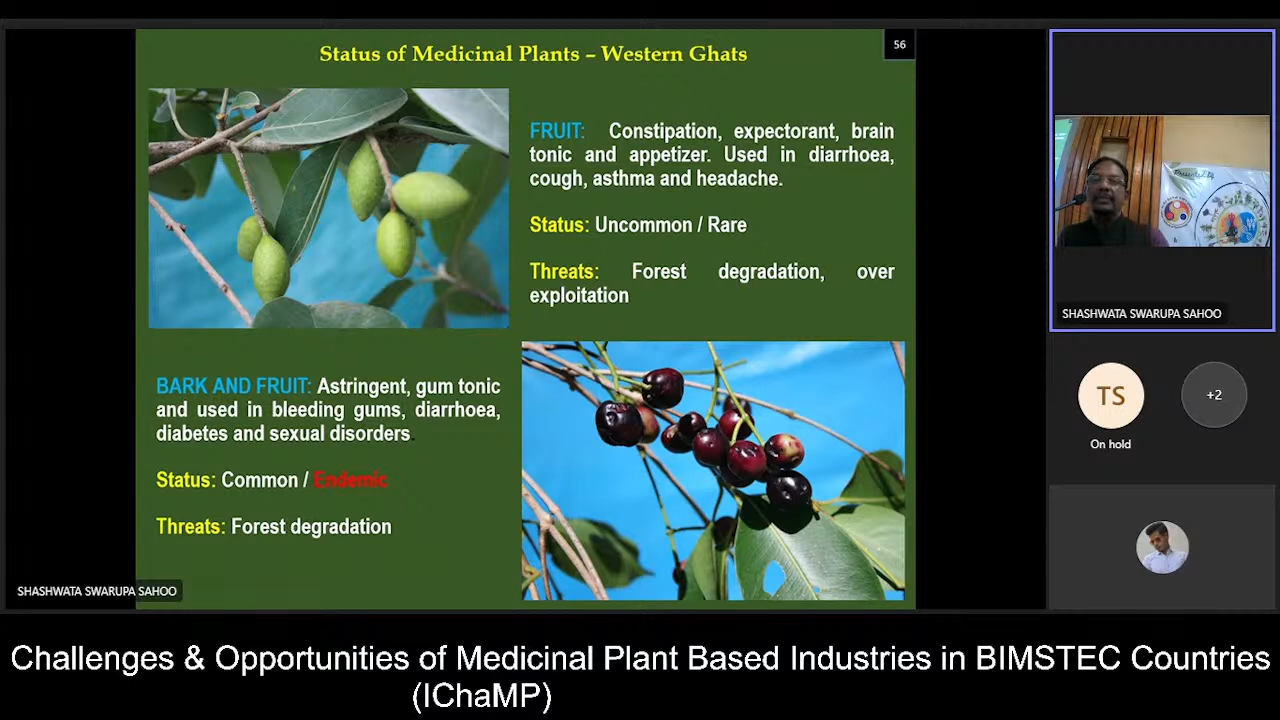 Status of Medicinal Plants – Western Ghats
56
FRUIT: Constipation, expectorant, brain
tonic and appetizer. Used in diarrhoea,
cough, asthma and headache.
Status: Uncommon / Rare
Threats: Forest degradation, over
exploitation
BARK AND FRUIT: Astringent, gum tonic
and used in bleeding gums, diarrhoea,
diabetes and sexual disorders.
Status: Common / Endemic
Threats: Forest degradation
SHASHWATA SWARUPA SAHOO
Presented by
SHASHWATA SWARUPA SAHOO
TS
On hold
+2
Challenges & Opportunities of Medicinal Plant Based Industries in BIMSTEC Countries
(IChaMP)